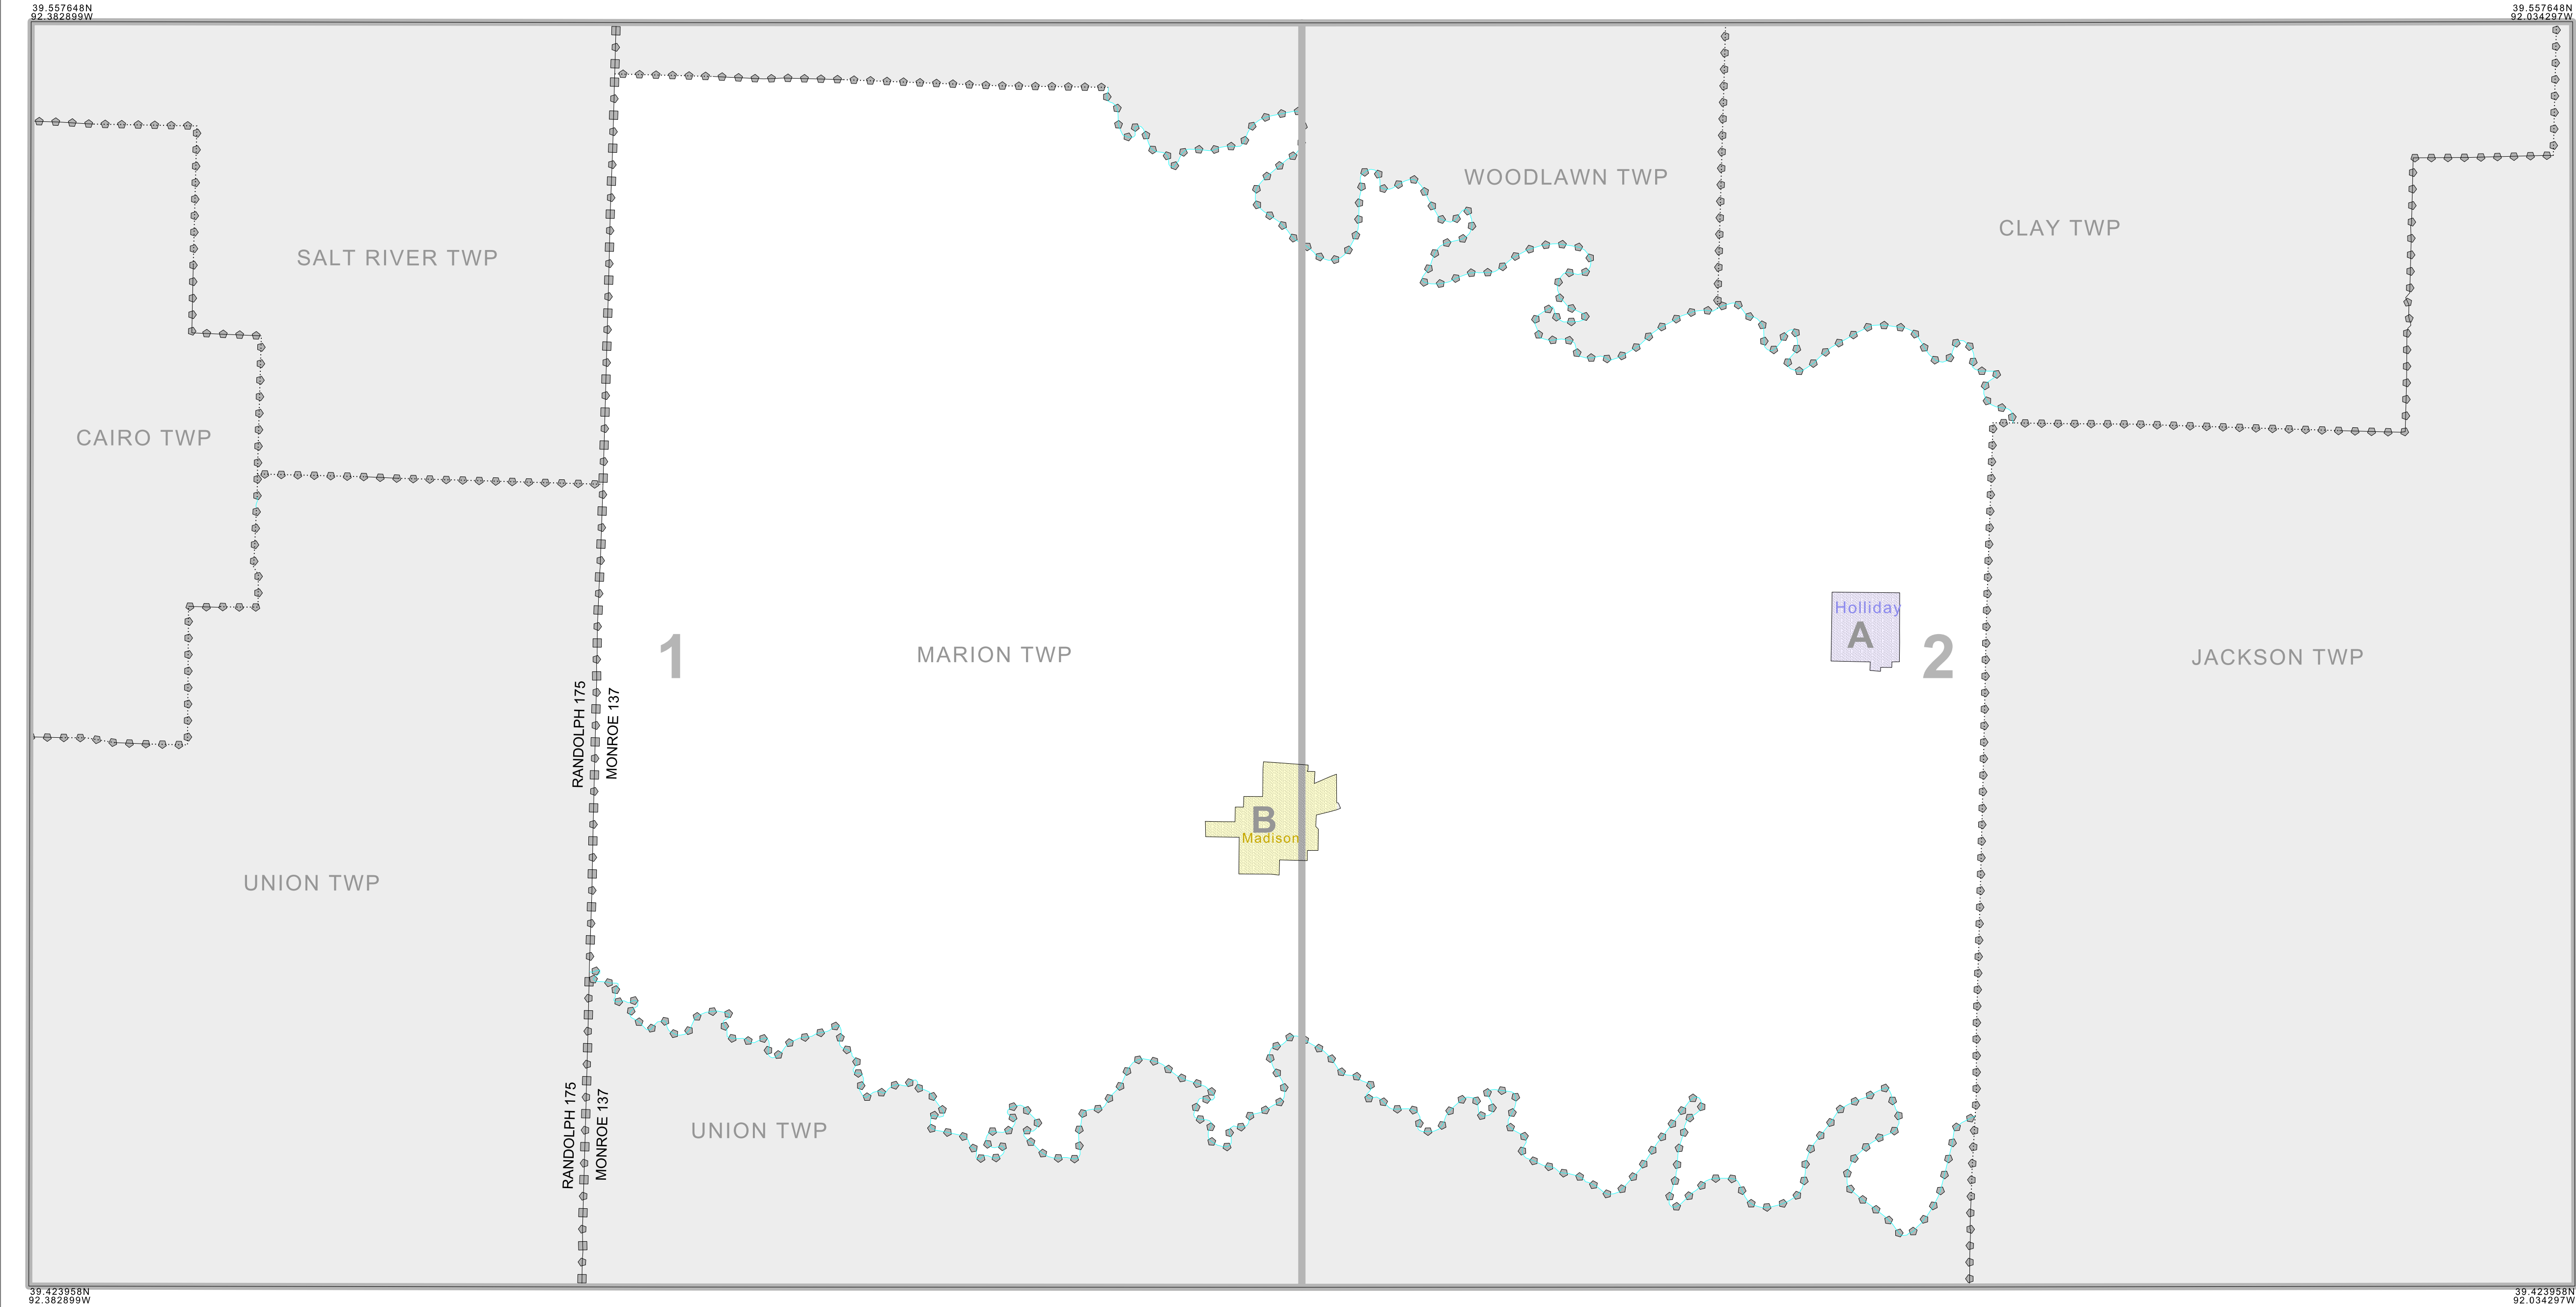 39.557648N
92.382899W
39.557648N
92.034297W
WOODLAWN TWP
CLAY TWP
SALT RIVER TWP
CAIRO TWP
Holliday
A
1
MARION TWP
2
JACKSON TWP
RANDOLPH 175
MONROE 137
B
Madison
UNION TWP
RANDOLPH 175
MONROE 137
UNION TWP
39.423958N
92.382899W
39.423958N
92.034297W